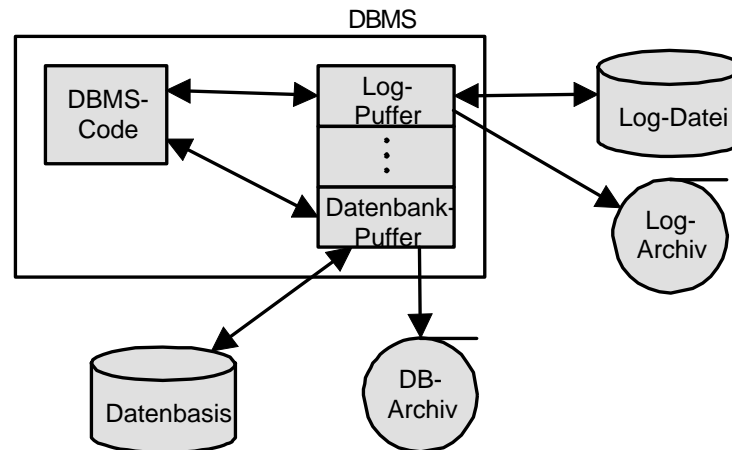 DBMS
DBMS-
Code
Log-
Puffer
Datenbank-
Puffer
Log-Datei
Log-
Archiv
Datenbasis
DB-
Archiv